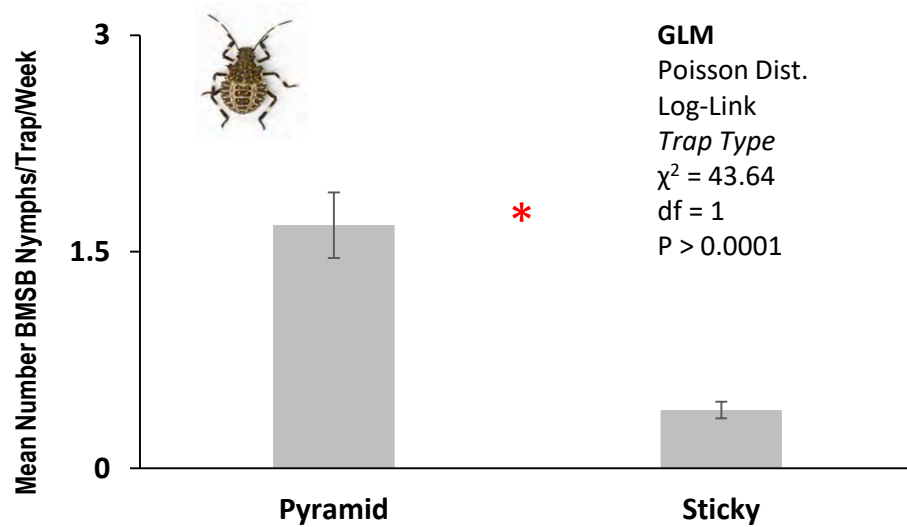 Mean Number BMSB Nymphs/Trap/Week
3
1.5
0
*
GLM
Poisson Dist.
Log-Link
Trap Type
χ² = 43.64
df = 1
P > 0.0001
Pyramid
Sticky